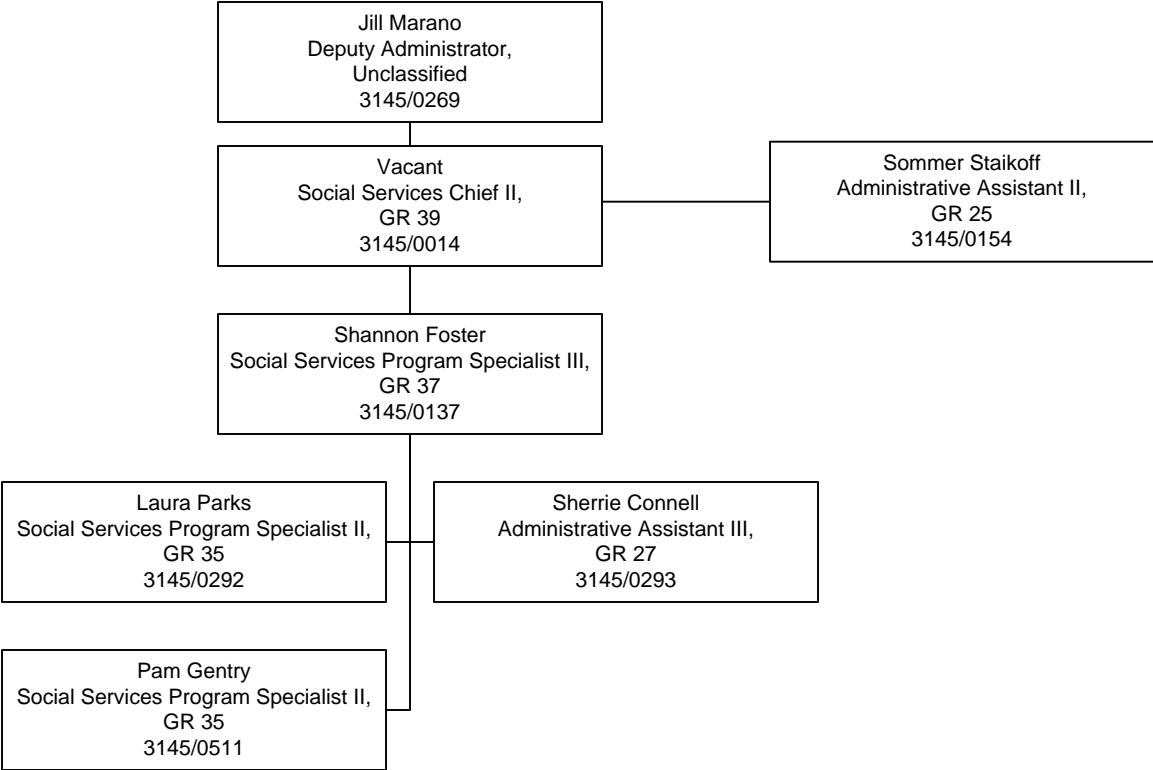 Jill Marano
Deputy Administrator,
Unclassified
3145/0269
Vacant
Social Services Chief II,
GR 39
3145/0014
Sommer Staikoff
Administrative Assistant II,
GR 25
3145/0154
Shannon Foster
Social Services Program Specialist III,
GR 37
3145/0137
Laura Parks
Social Services Program Specialist II,
GR 35
3145/0292
Sherrie Connell
Administrative Assistant III,
GR 27
3145/0293
Pam Gentry
Social Services Program Specialist II,
GR 35
3145/0511